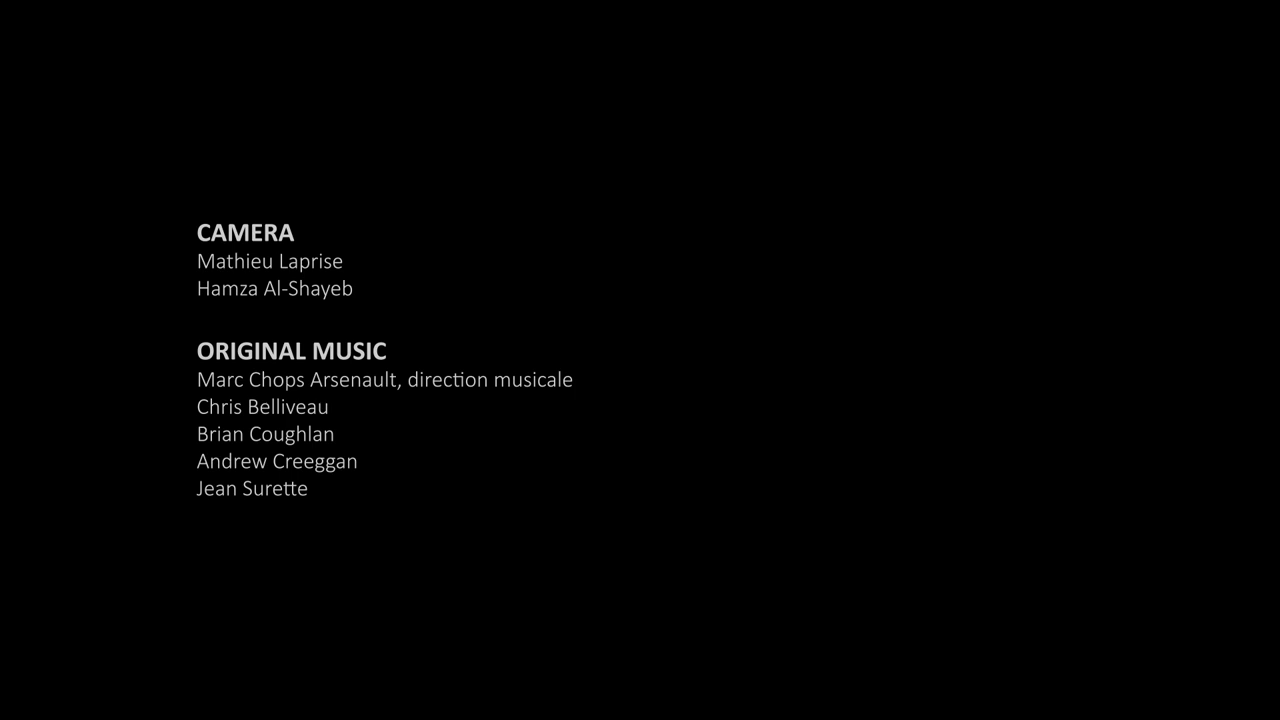 CAMERA
Mathieu Laprise
Hamza Al-Shayeb
ORIGINAL MUSIC
Marc Chops Arsenault, direction musicale
Chris Belliveau
Brian Coughlan
Andrew Creeggan
Jean Surette